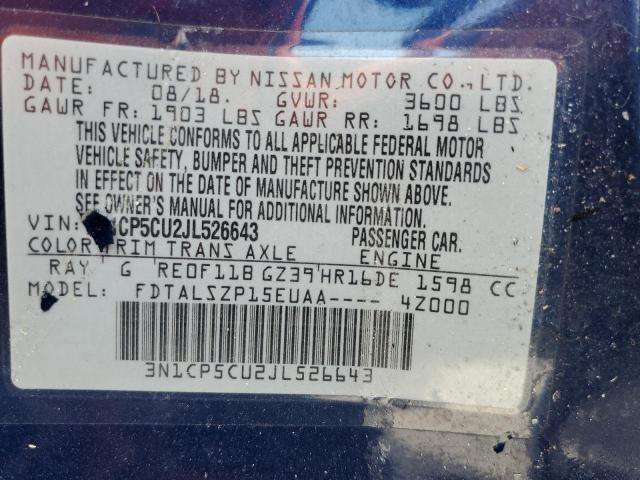 MANUFACTURED BY NISSAN MOTOR CO., LTD.
DATE: 08/18. GVWR: 3600 LBS
GAWR FR: 1903 LBS GAWR RR: 1698 LBS
THIS VEHICLE CONFORMS TO ALL APPLICABLE FEDERAL MOTOR
VEHICLE SAFETY, BUMPER AND THEFT PREVENTION STANDARDS
IN EFFECT ON THE DATE OF MANUFACTURE SHOWN ABOVE.
SEE OWNER'S MANUAL FOR ADDITIONAL INFORMATION.
VIN: 1CP5CU2JL526643 PASSENGER CAR.
COLOR TRIM TRANS AXLE ENGINE
RAY G RE0F11B GZ39 HR16DE 1598 CC
MODEL: FDTALSZP15EUAA---- 4Z000
3N1CP5CU2JL526643